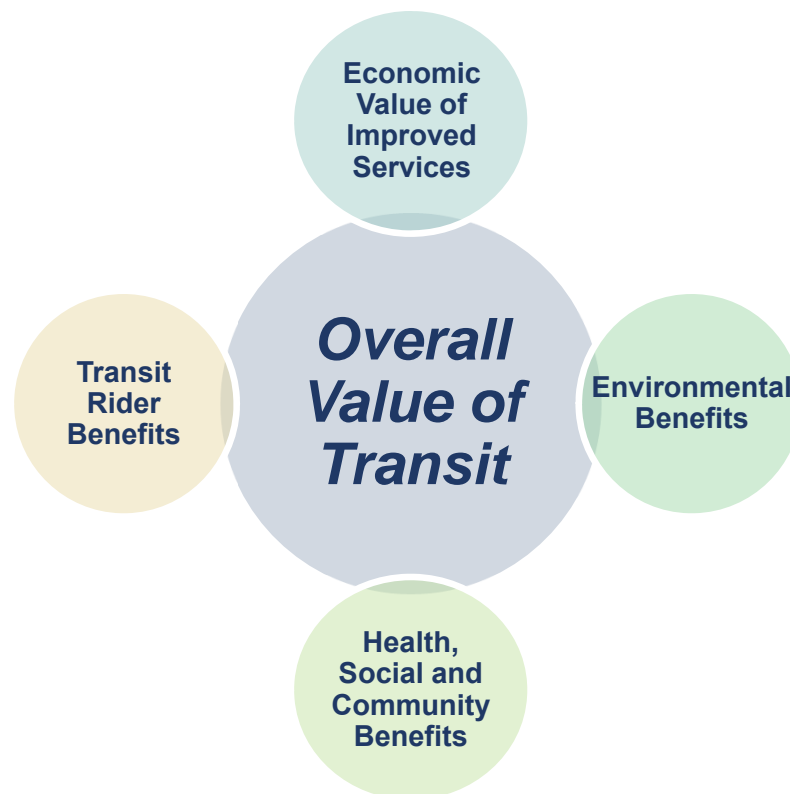 Economic
Value of
Improved
Services
Transit
Rider
Benefits
Overall
Value of
Transit
Environmental
Benefits
Health,
Social and
Community
Benefits